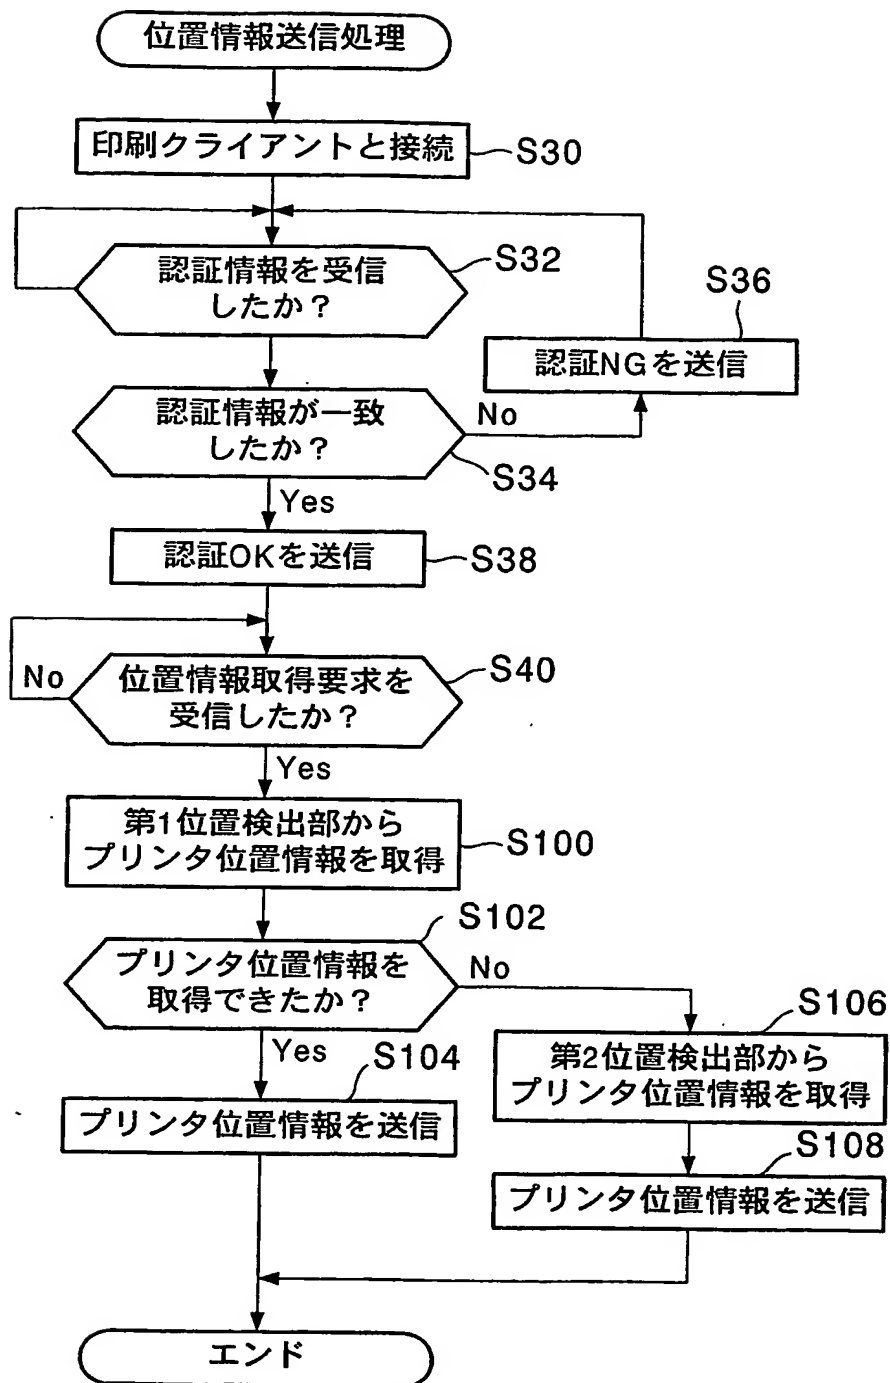 位置情報送信処理
印刷クライアントと接続
S30
認証情報を受信
したか？
S32
S36
認証NGを送信
認証情報が一致
したか？
No
S34
Yes
認証OKを送信
S38
No
位置情報取得要求を
受信したか？
S40
Yes
第1位置検出部から
プリンタ位置情報を取得
S100
S102
プリンタ位置情報を
取得できたか？
No
Yes
S104
プリンタ位置情報を送信
S106
第2位置検出部から
プリンタ位置情報を取得
S108
プリンタ位置情報を送信
エンド